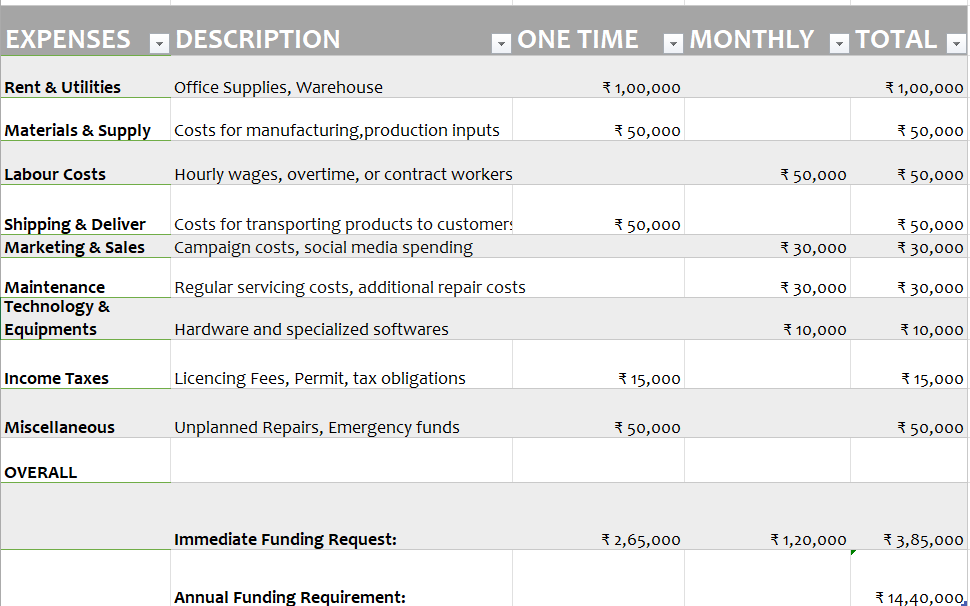 EXPENSES DESCRIPTION ONE TIME MONTHLY TOTAL
Rent & Utilities Office Supplies, Warehouse ₹ 1,00,000 ₹ 1,00,000
Materials & Supply Costs for manufacturing,production inputs ₹ 50,000 ₹ 50,000
Labour Costs Hourly wages, overtime, or contract workers ₹ 50,000 ₹ 50,000
Shipping & Deliver Costs for transporting products to customers ₹ 50,000 ₹ 50,000
Marketing & Sales Campaign costs, social media spending ₹ 30,000 ₹ 30,000
Maintenance Regular servicing costs, additional repair costs ₹ 30,000 ₹ 30,000
Technology &
Equipments Hardware and specialized softwares ₹ 10,000 ₹ 10,000
Income Taxes Licencing Fees, Permit, tax obligations ₹ 15,000 ₹ 15,000
Miscellaneous Unplanned Repairs, Emergency funds ₹ 50,000 ₹ 50,000
OVERALL
Immediate Funding Request: ₹ 2,65,000 ₹ 1,20,000 ₹ 3,85,000
Annual Funding Requirement: ₹ 14,40,000